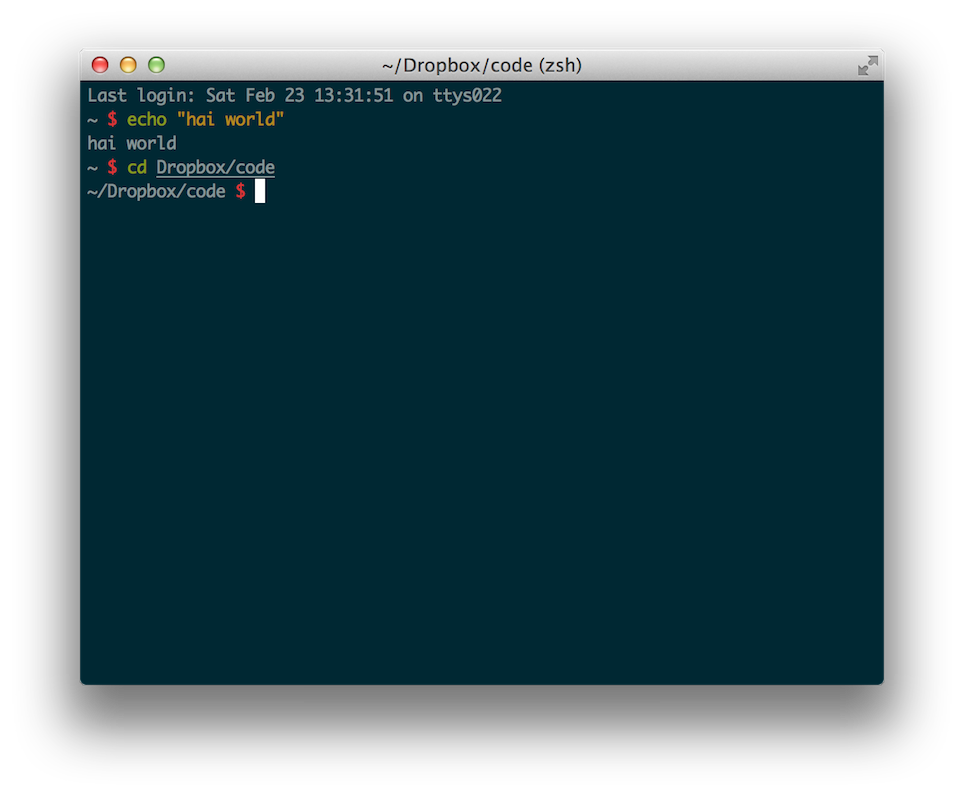 ~/Dropbox/code (zsh)
Last login: Sat Feb 23 13:31:51 on ttys022
~ $ echo "hai world"
hai world
~ $ cd Dropbox/code
~/Dropbox/code $